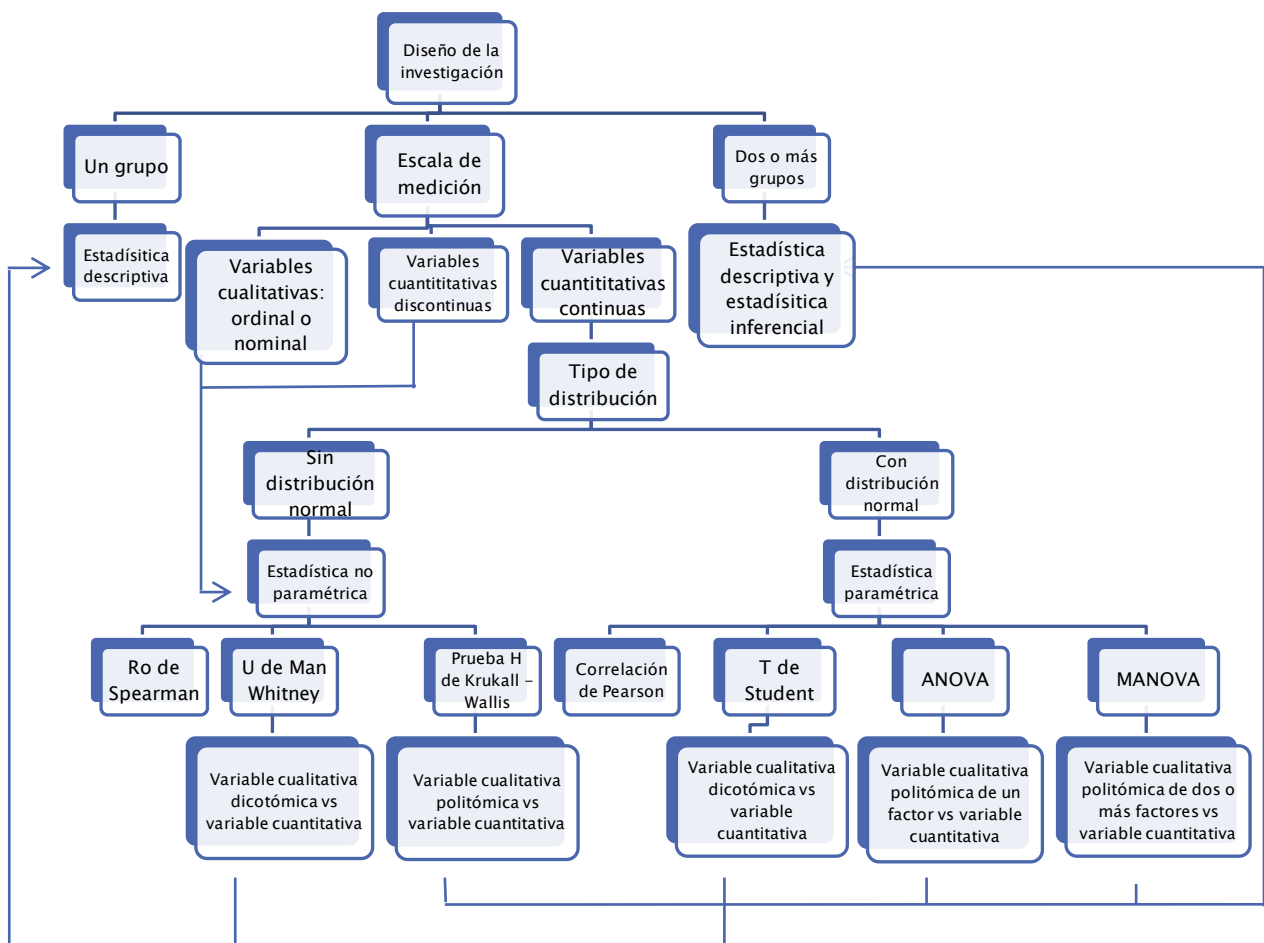 Diseño de la
investigación
Un grupo
Escala de
medición
Dos o más
grupos
Estadísitica
descriptiva
Variables
cualitativas:
ordinal o
nominal
Variables
cuantititativas
discontinuas
Variables
cuantititativas
continuas
Estadística
descriptiva y
estadísitica
inferencial
Tipo de
distribución
Sin
distribución
normal
Con
distribución
normal
Estadística no
paramétrica
Estadística
paramétrica
Ro de
Spearman
U de Man
Whitney
Prueba H
de Krukall –
Wallis
Correlación
de Pearson
T de
Student
ANOVA
MANOVA
Variable cualitativa
dicotómica vs
variable cuantitativa
Variable cualitativa
politómica vs
variable cuantitativa
Variable cualitativa
dicotómica vs
variable
cuantitativa
Variable cualitativa
politómica de un
factor vs variable
cuantitativa
Variable cualitativa
politómica de dos o
más factores vs
variable cuantitativa